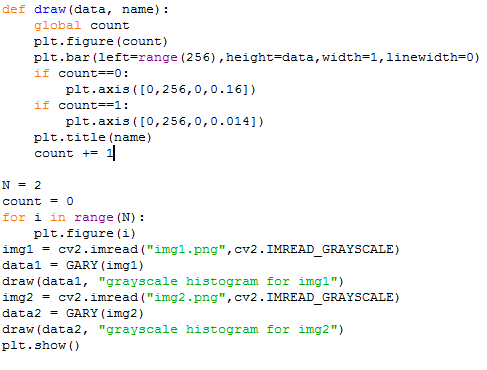 def draw(data, name):
    global count
    plt.figure(count)
    plt.bar(left=range(256),height=data,width=1,linewidth=0)
    if count==0:
        plt.axis([0,256,0,0.16])
    if count==1:
        plt.axis([0,256,0,0.014])
    plt.title(name)
    count += 1
N = 2
count = 0
for i in range(N):
    plt.figure(i)
img1 = cv2.imread("img1.png",cv2.IMREAD_GRAYSCALE)
data1 = GARY(img1)
draw(data1, "grayscale histogram for img1")
img2 = cv2.imread("img2.png",cv2.IMREAD_GRAYSCALE)
data2 = GARY(img2)
draw(data2, "grayscale histogram for img2")
plt.show()